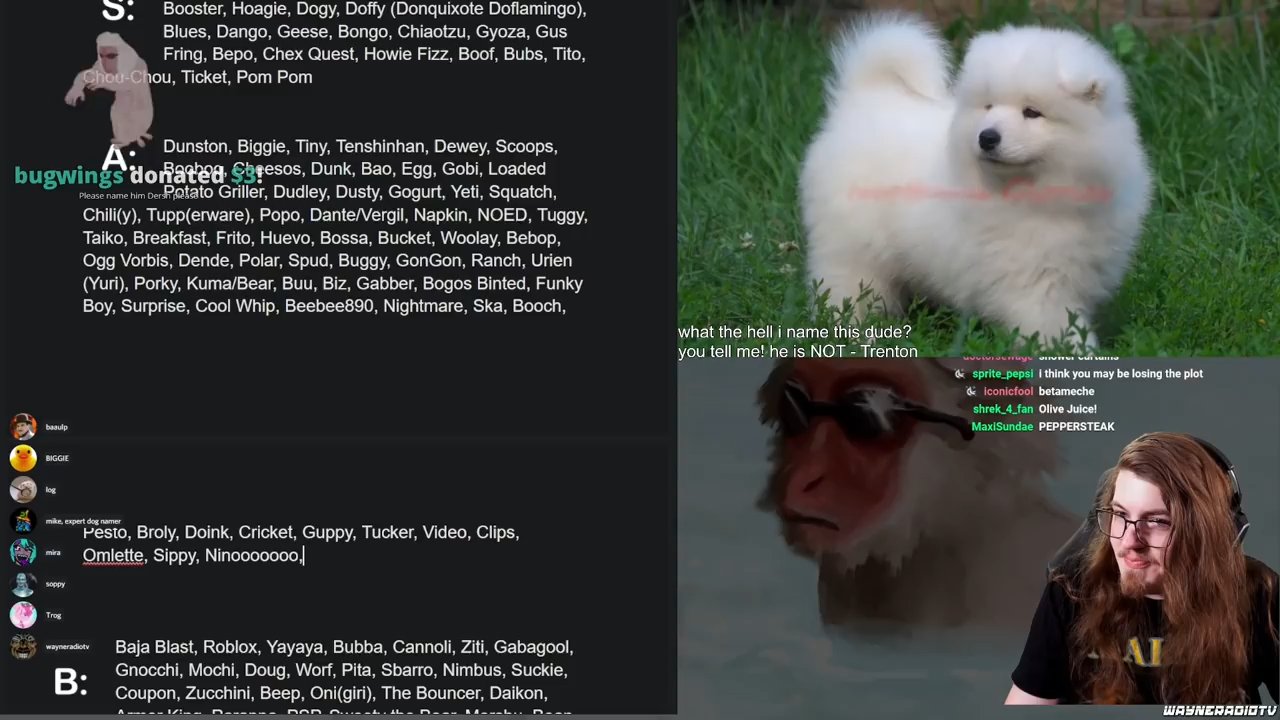 S:
Booster, Hoagie, Dogy, Doffy (Donquixote Doflamingo),
Blues, Dango, Geese, Bongo, Chiaotzu, Gyoza, Gus
Fring, Bepo, Chex Quest, Howie Fizz, Boof, Bubs, Tito,
Chou-Chou, Ticket, Pom Pom
A:
Dunston, Biggie, Tiny, Tenshinhan, Dewey, Scoops,
Booboo, Cheesos, Dunk, Bao, Egg, Gobi, Loaded
Potato Griller, Dudley, Dusty, Gogurt, Yeti, Squatch,
Chili(y), Tupp(erware), Popo, Dante/Vergil, Napkin, NOED, Tuggy,
Taiko, Breakfast, Frito, Huevo, Bossa, Bucket, Woolay, Bebop,
Ogg Vorbis, Dende, Polar, Spud, Buggy, GonGon, Ranch, Urien
(Yuri), Porky, Kuma/Bear, Buu, Biz, Gabber, Bogos Binted, Funky
Boy, Surprise, Cool Whip, Beebee890, Nightmare, Ska, Booch,
bugwings donated $3!
Please name him Dersh please
baaulp
BIGGIE
log
mike, expert dog namer
mira
soppy
Trog
wayneradiotv
Pesto, Broly, Doink, Cricket, Guppy, Tucker, Video, Clips,
Omlette, Sippy, Ninooooooo,
B:
Baja Blast, Roblox, Yayaya, Bubba, Cannoli, Ziti, Gabagool,
Gnocchi, Mochi, Doug, Worf, Pita, Sbarro, Nimbus, Suckie,
Coupon, Zucchini, Beep, Oni(giri), The Bouncer, Daikon,
what the hell i name this dude?
you tell me! he is NOT - Trenton
doctorsewage shower curtains
sprite_pepsi i think you may be losing the plot
iconicfool betameche
shrek_4_fan Olive Juice!
MaxiSundae PEPPERSTEAK
WAYNERADIOTV